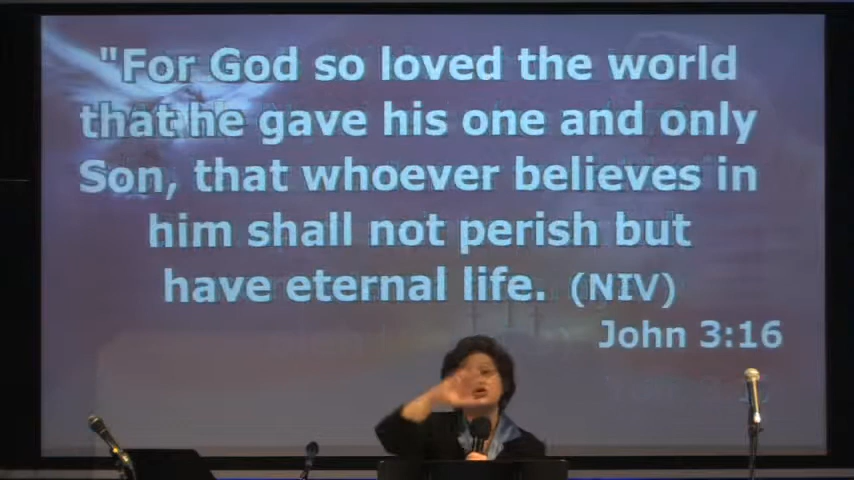 "For God so loved the world
that he gave his one and only
Son, that whoever believes in
him shall not perish but
have eternal life. (NIV)
John 3:16